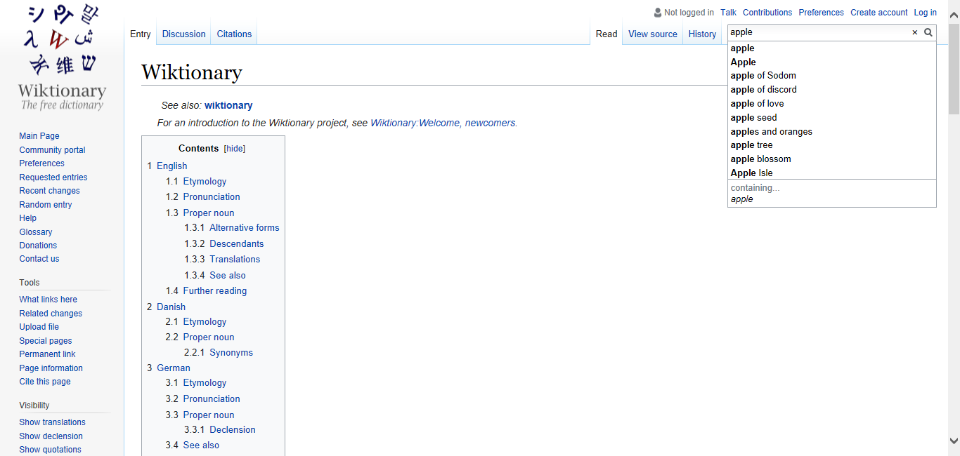 シ
말
λ
W
维
Wiktionary
The free dictionary
Main Page
Community portal
Preferences
Requested entries
Recent changes
Random entry
Help
Glossary
Donations
Contact us
Tools
What links here
Related changes
Upload file
Special pages
Permanent link
Page information
Cite this page
Visibility
Show translations
Show declension
Show quotations
Not logged in Talk Contributions Preferences Create account Log in
Entry Discussion Citations Read View source History
apple ×
apple
Apple
apple of Sodom
apple of discord
apple of love
apple seed
apples and oranges
apple tree
apple blossom
Apple Isle
containing...
apple
Wiktionary
See also: wiktionary
For an introduction to the Wiktionary project, see Wiktionary:Welcome, newcomers.
Contents [hide]
1 English
1.1 Etymology
1.2 Pronunciation
1.3 Proper noun
1.3.1 Alternative forms
1.3.2 Descendants
1.3.3 Translations
1.3.4 See also
1.4 Further reading
2 Danish
2.1 Etymology
2.2 Proper noun
2.2.1 Synonyms
3 German
3.1 Etymology
3.2 Pronunciation
3.3 Proper noun
3.3.1 Declension
3.4 See also